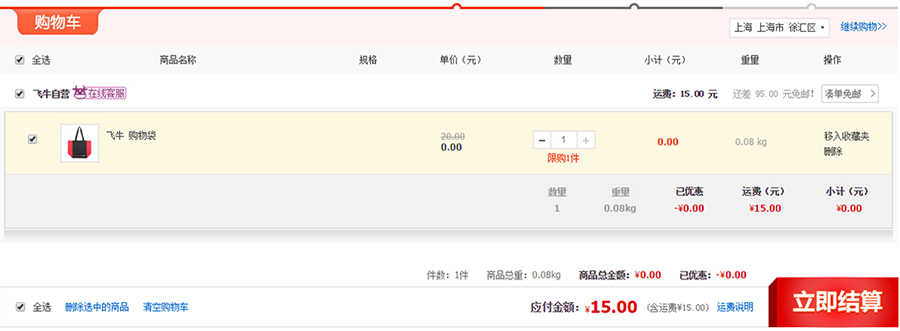 购物车
上海 上海市 徐汇区 继续购物>>
全选 商品名称 规格 单价（元） 数量 小计（元） 重量 操作
飞牛自营 在线客服 运费：15.00 元 还差 95.00 元免邮！ 凑单免邮 >
飞牛 购物袋 20.00 0.00 1 限购1件 0.00 0.08 kg 移入收藏夹 删除
数量 重量 已优惠 运费（元） 小计（元）
1 0.08kg -¥0.00 ¥15.00 ¥0.00
件数：1件 商品总重：0.08kg 商品总金额：¥0.00 已优惠：-¥0.00
全选 删除选中的商品 清空购物车 应付金额：¥15.00 （含运费¥15.00） 运费说明 立即结算